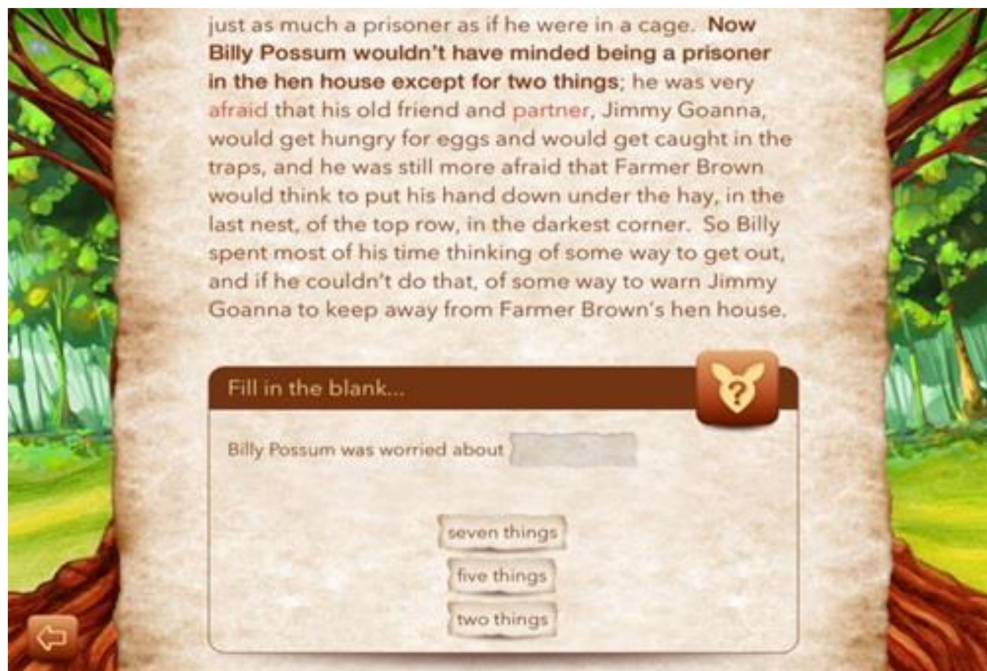 just as much a prisoner as if he were in a cage.  Now
Billy Possum wouldn't have minded being a prisoner
in the hen house except for two things; he was very
afraid that his old friend and partner, Jimmy Goanna,
would get hungry for eggs and would get caught in the
traps, and he was still more afraid that Farmer Brown
would think to put his hand down under the hay, in the
last nest, of the top row, in the darkest corner.  So Billy
spent most of his time thinking of some way to get out,
and if he couldn't do that, of some way to warn Jimmy
Goanna to keep away from Farmer Brown's hen house.
Fill in the blank...
?
Billy Possum was worried about
seven things
five things
two things